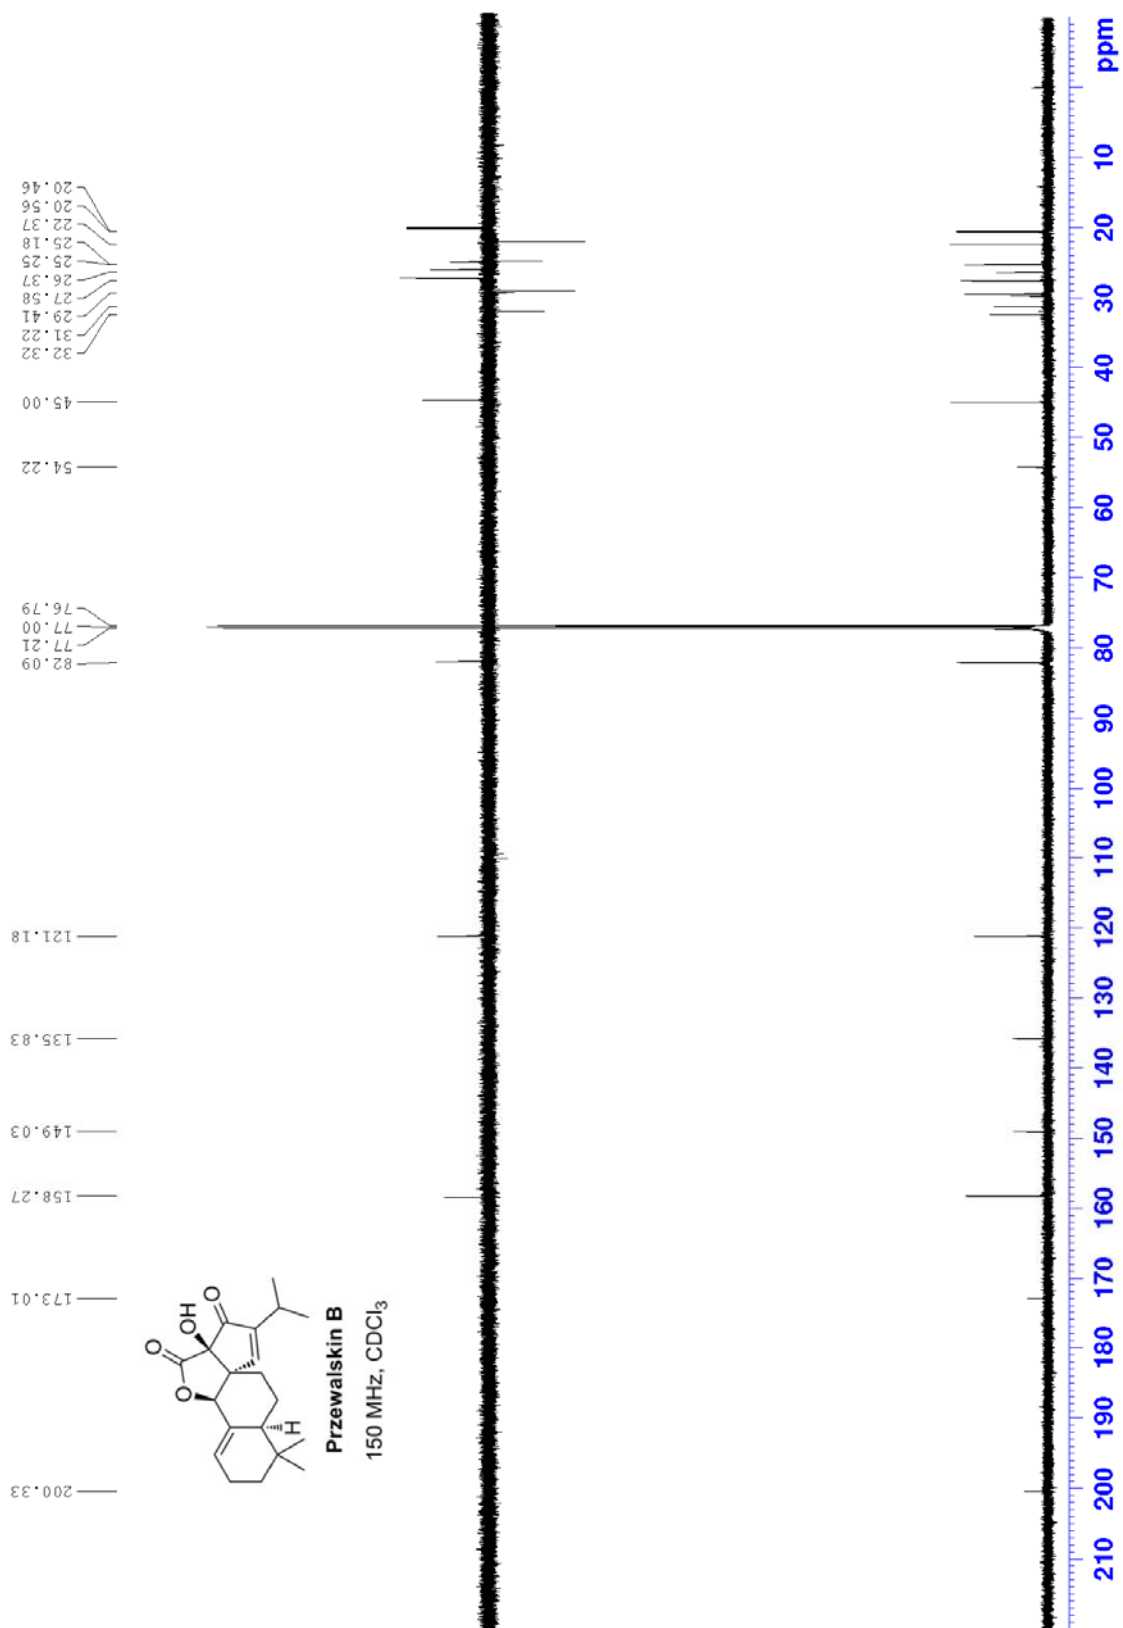 200.33
173.01
158.27
149.03
135.83
121.18
82.09
77.21
77.00
76.79
54.22
45.00
32.32
31.22
29.41
27.58
26.37
25.25
25.18
22.37
20.56
20.46
O
O
OH
O
H
Przewalskin B
150 MHz, CDCl₃
210 200 190 180 170 160 150 140 130 120 110 100 90 80 70 60 50 40 30 20 10 ppm